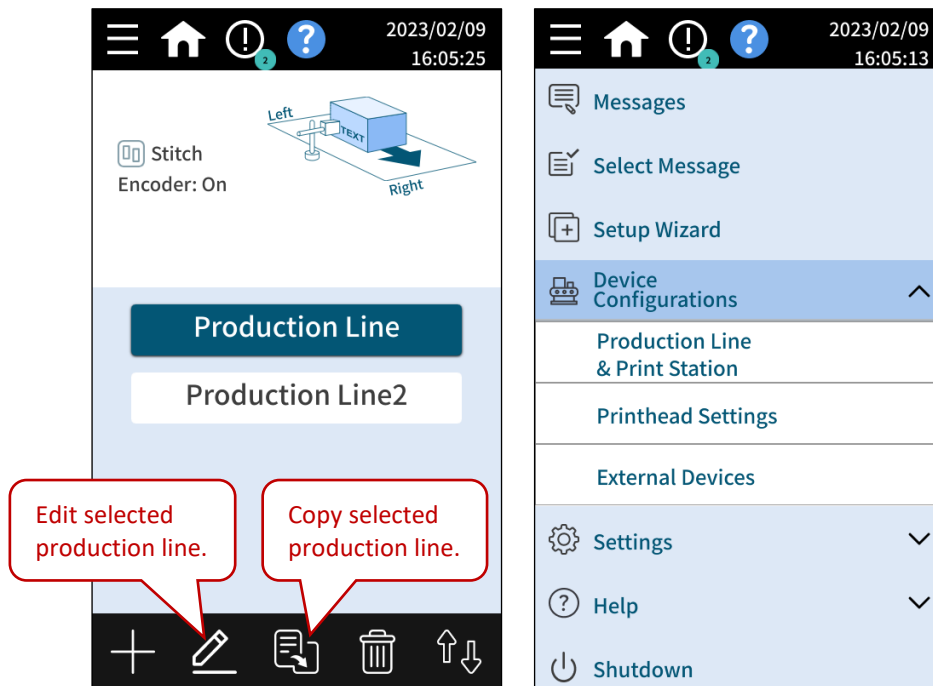 2023/02/09
16:05:25
2
?
Left
TEXT
Right
Stitch
Encoder: On
Production Line
Production Line2
Edit selected
production line.
Copy selected
production line.
2023/02/09
16:05:13
2
?
Messages
Select Message
Setup Wizard
Device
Configurations
Production Line
& Print Station
Printhead Settings
External Devices
Settings
? Help
Shutdown